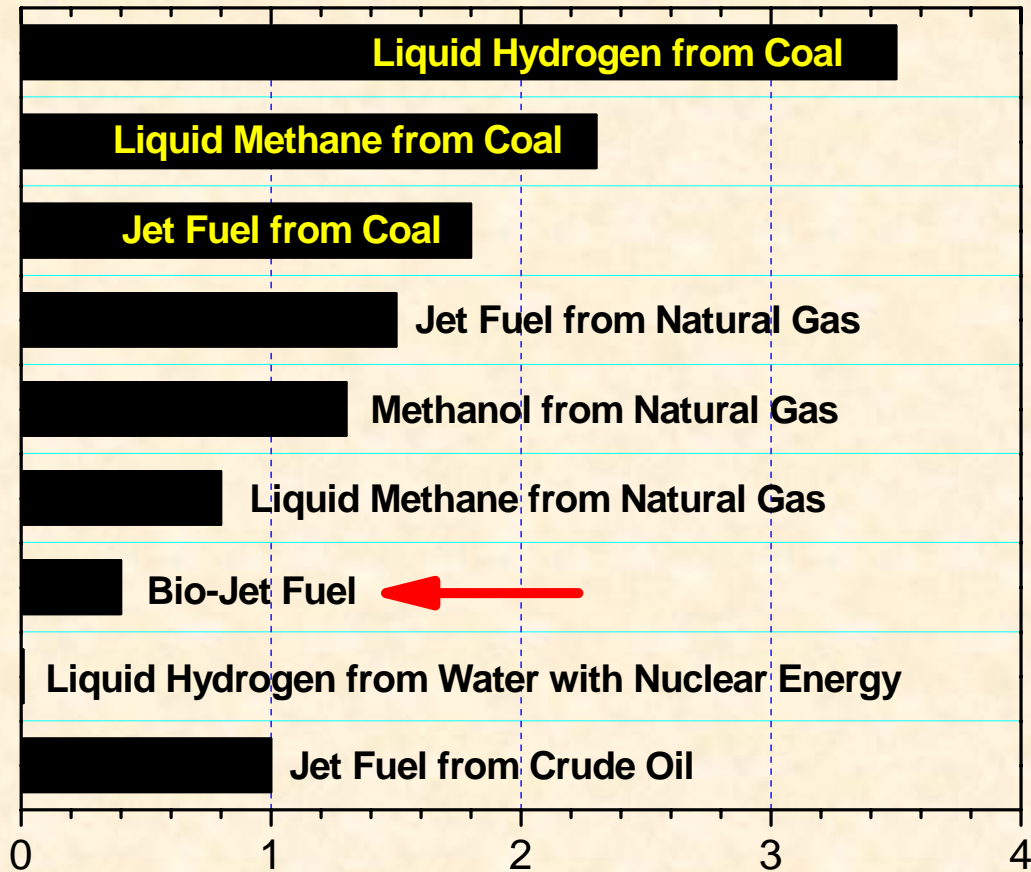 Liquid Hydrogen from Coal
Liquid Methane from Coal
Jet Fuel from Coal
Jet Fuel from Natural Gas
Methanol from Natural Gas
Liquid Methane from Natural Gas
Bio-Jet Fuel
Liquid Hydrogen from Water with Nuclear Energy
Jet Fuel from Crude Oil
0 1 2 3 4